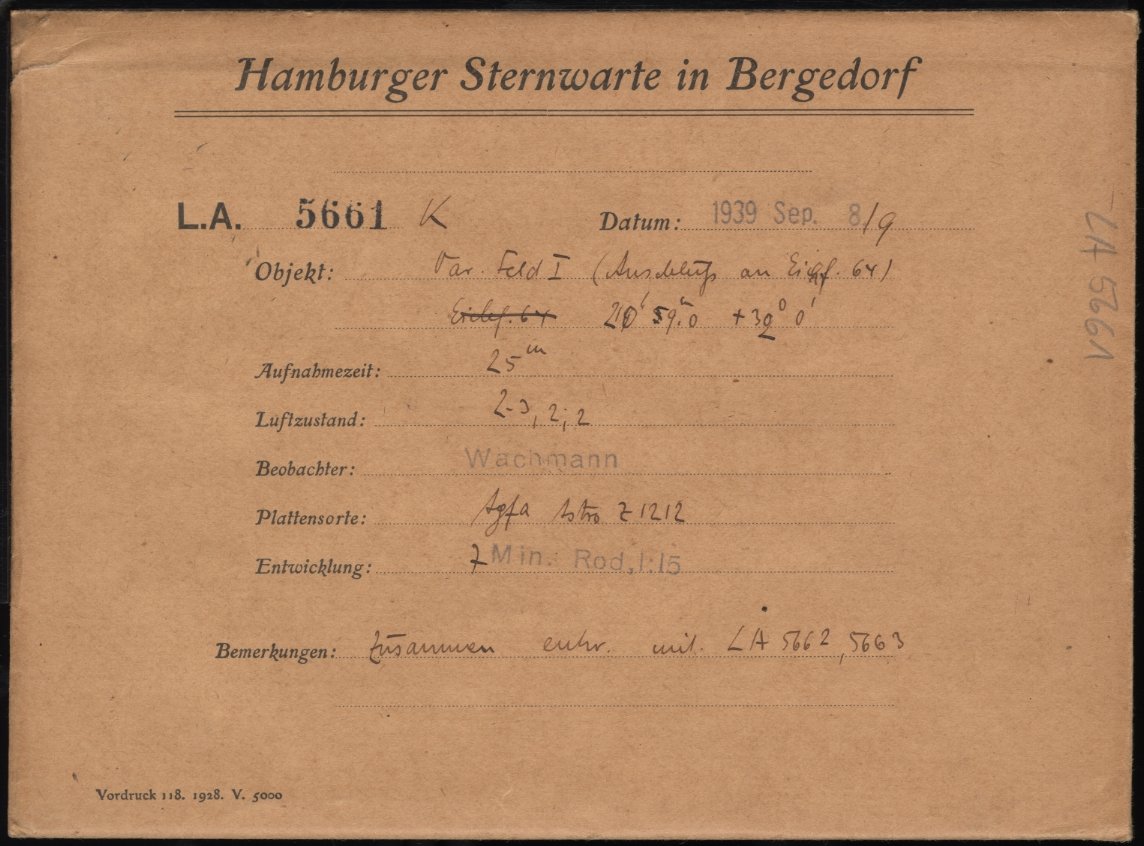 Hamburger Sternwarte in Bergedorf
L.A. 5661 K Datum: 1939 Sep. 8/9
Objekt: Var. Feld I (Anschluß an Eichf. 64)
Eichf. 64 20h 59m.0 +30° 0'
Aufnahmezeit: 25m
Luftzustand: 2-3, 2; 2
Beobachter: Wachmann
Plattensorte: Agfa Astro Z 1212
Entwicklung: 7 Min. Rod, 1:15
Bemerkungen: Zusammen entw. mit LA 5662, 5663
Vordruck 118. 1928. V. 5000
LA 5661